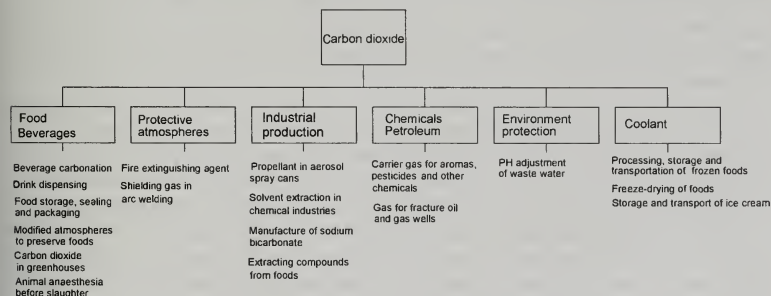 Carbon dioxide
Food
Beverages
Beverage carbonation
Drink dispensing
Food storage, sealing
and packaging
Modified atmospheres
to preserve foods
Carbon dioxide
in greenhouses
Animal anaesthesia
before slaughter
Protective
atmospheres
Fire extinguishing agent
Shielding gas in
arc welding
Industrial
production
Propellant in aerosol
spray cans
Solvent extraction in
chemical industries
Manufacture of sodium
bicarbonate
Extracting compounds
from foods
Chemicals
Petroleum
Carrier gas for aromas,
pesticides and other
chemicals
Gas for fracture oil
and gas wells
Environment
protection
PH adjustment
of waste water
Coolant
Processing, storage and
transportation of frozen foods
Freeze-drying of foods
Storage and transport of ice cream